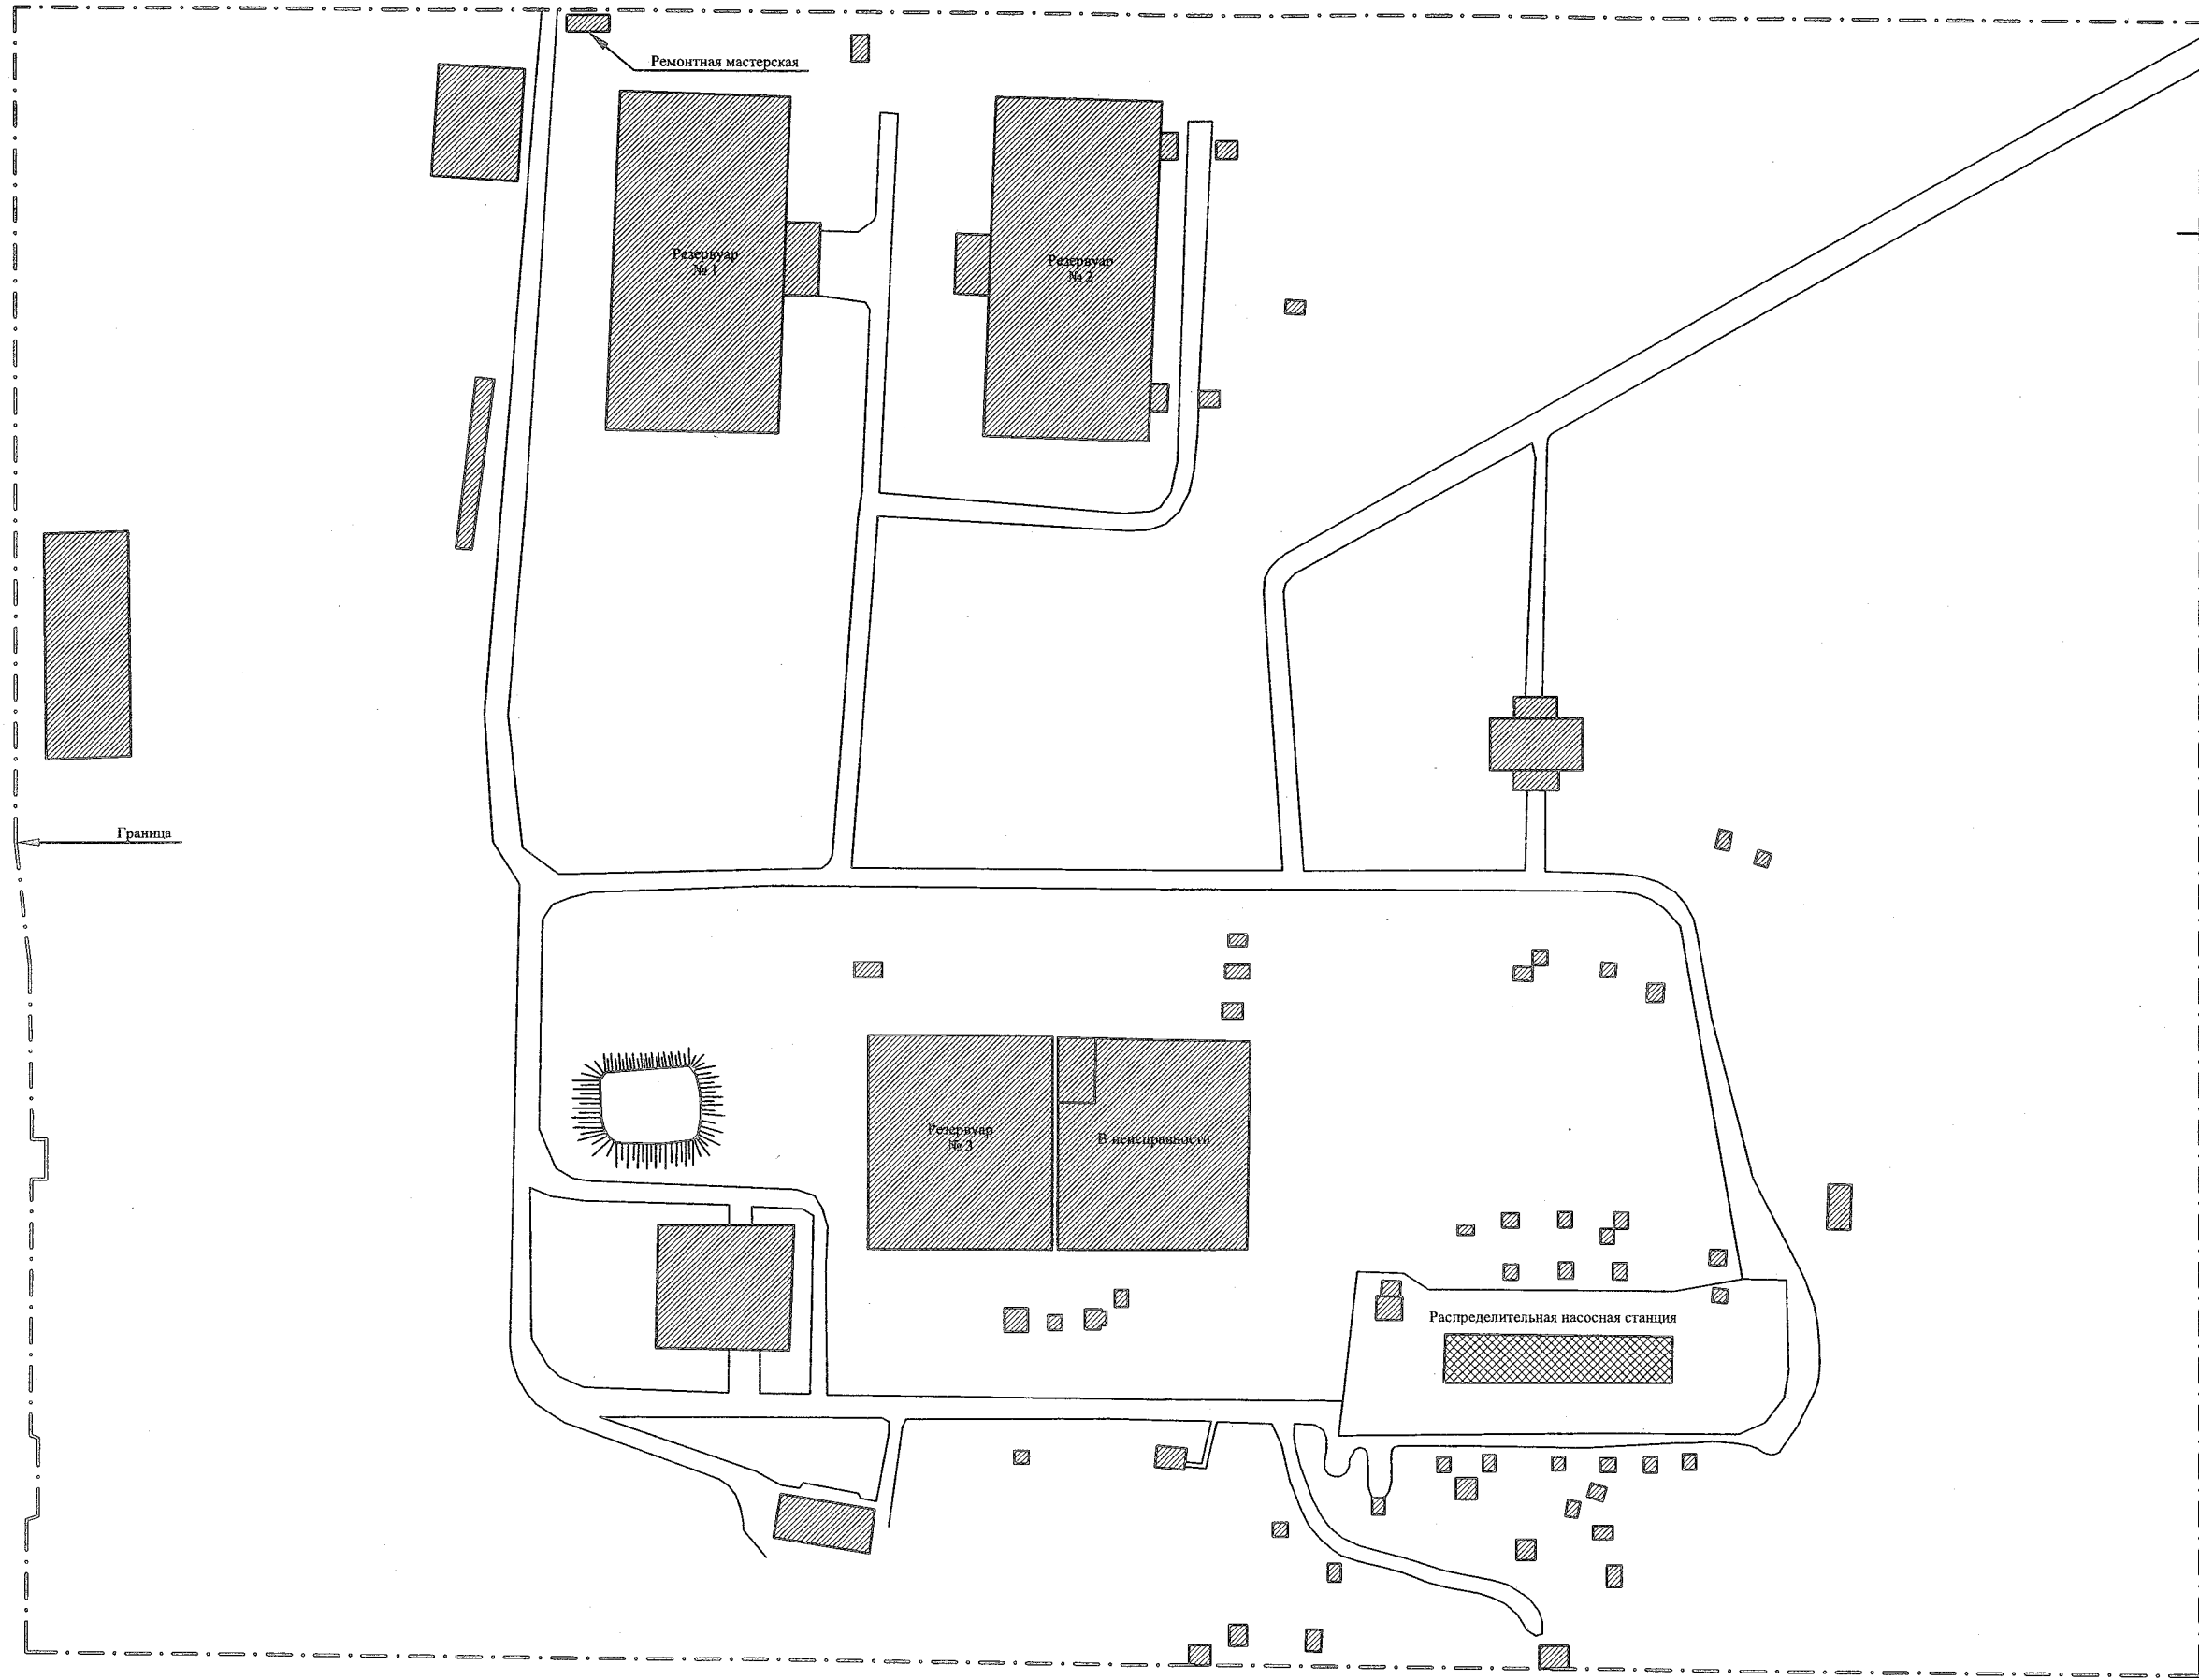 Ремонтная мастерская
Резервуар
№ 1
Резервуар
№ 2
Граница
Резервуар
№ 3
В неисправности
Распределительная насосная станция